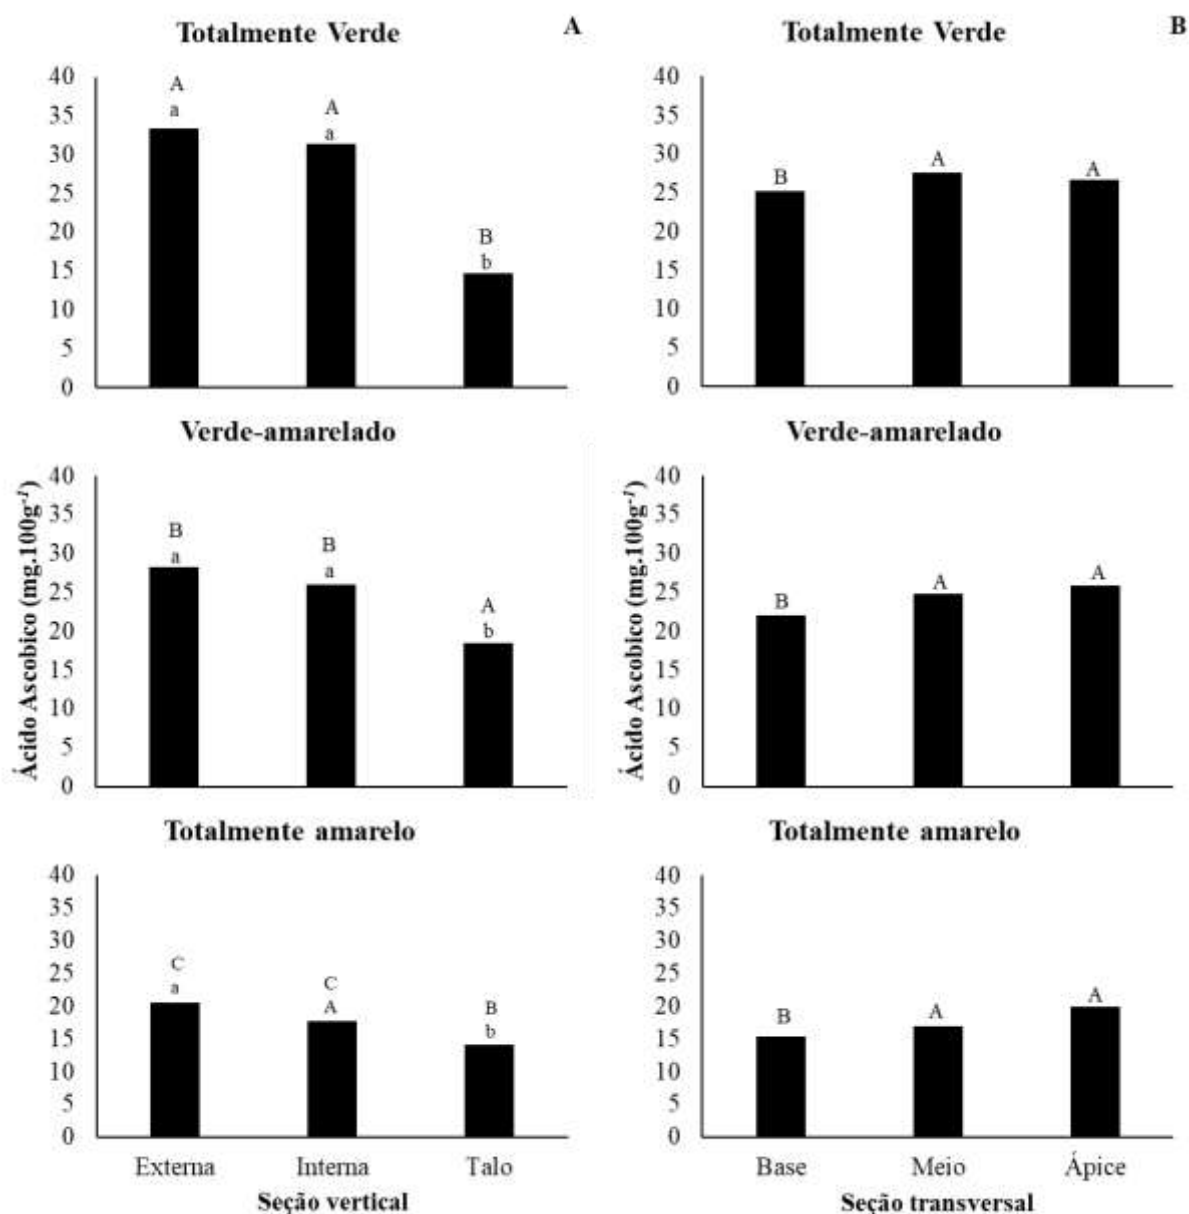 Totalmente Verde
A
40
35
30
25
20
15
10
5
0
A
a
A
a
B
b
Totalmente Verde
B
40
35
30
25
20
15
10
5
0
B
A
A
Verde-amarelado
Ácido Ascobico (mg.100g⁻¹)
40
35
30
25
20
15
10
5
0
B
a
B
a
A
b
Verde-amarelado
Ácido Ascobico (mg.100g⁻¹)
40
35
30
25
20
15
10
5
0
B
A
A
Totalmente amarelo
40
35
30
25
20
15
10
5
0
C
a
C
A
B
b
Externa Interna Talo
Seção vertical
Totalmente amarelo
40
35
30
25
20
15
10
5
0
B
A
A
Base Meio Ápice
Seção transversal